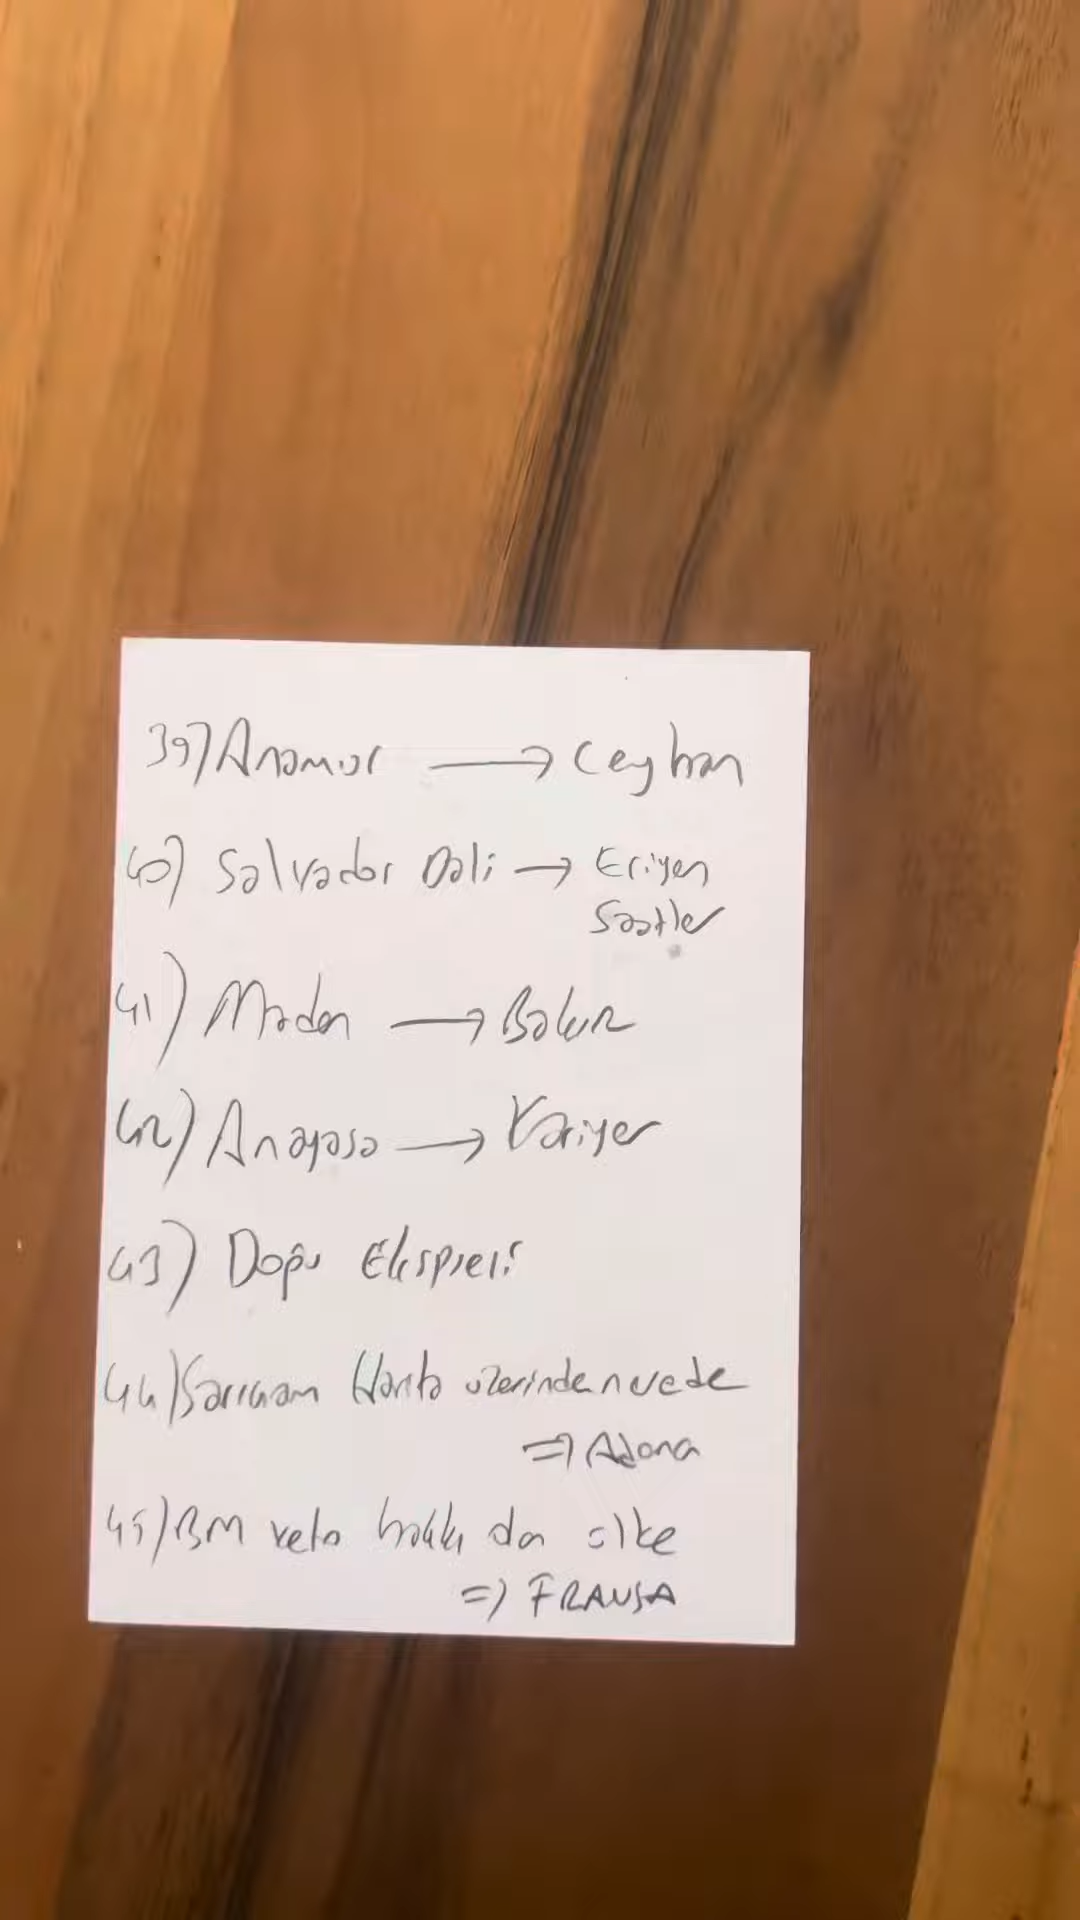 39) Anamur → Ceyhan
40) Salvador Dali → Eriyen
Saatler
41) Maden → Bakır
42) Anayasa → Variyer
43) Doğu Ekspresi
44) Sarıçam Harita üzerinde nerede
⇒ Adana
45) BM veto hakkı olan ülke
⇒ FRANSA